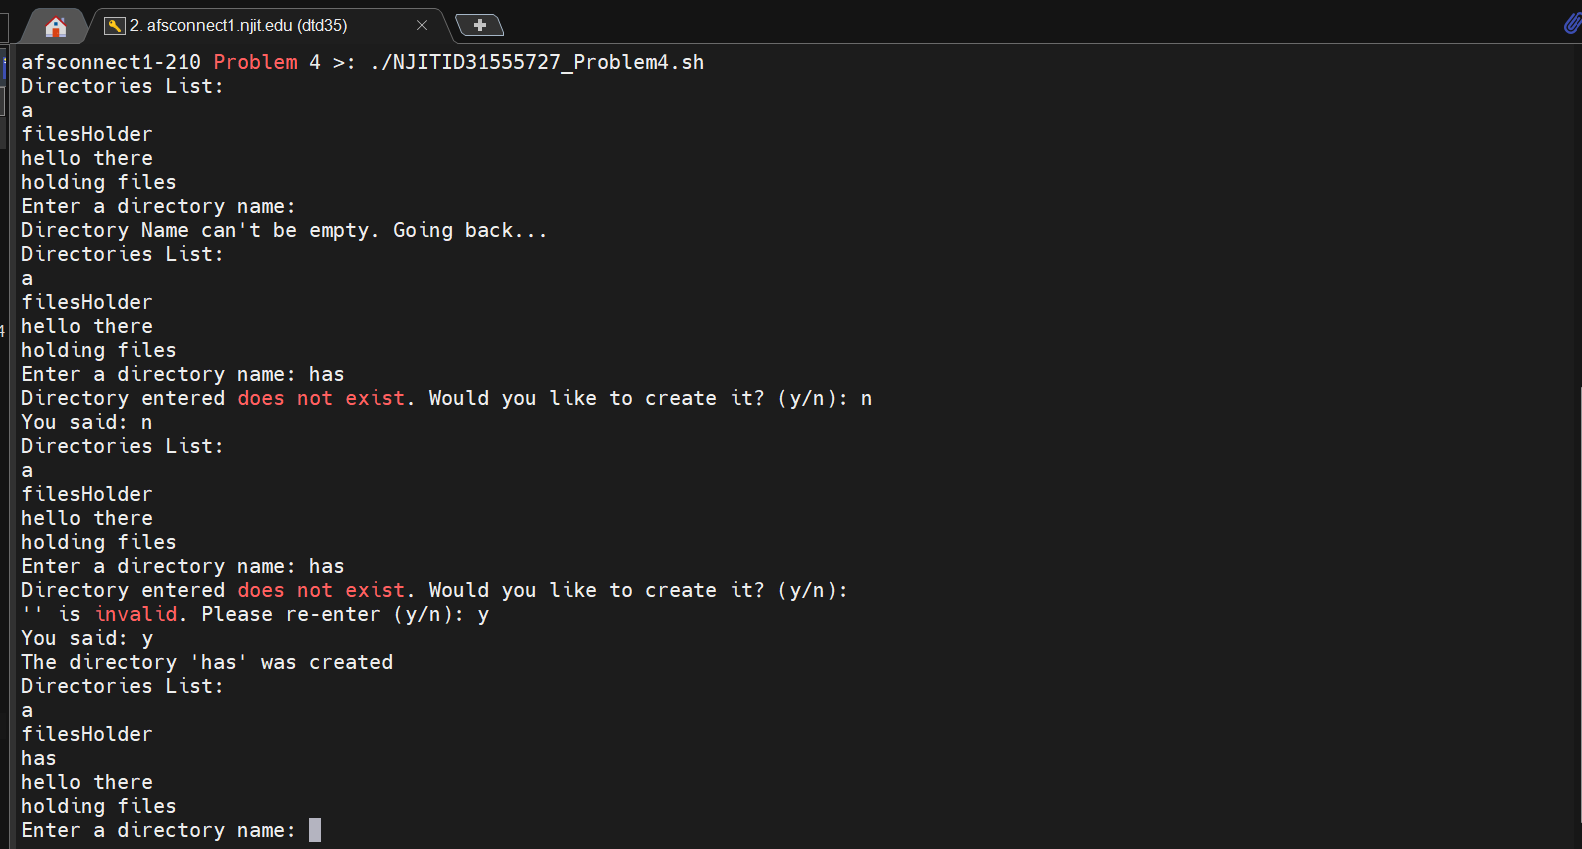 2. afsconnect1.njit.edu (dtd35)
afsconnect1-210 Problem 4 >: ./NJITID31555727_Problem4.sh
Directories List:
a
filesHolder
hello there
holding files
Enter a directory name:
Directory Name can't be empty. Going back...
Directories List:
a
filesHolder
hello there
holding files
Enter a directory name: has
Directory entered does not exist. Would you like to create it? (y/n): n
You said: n
Directories List:
a
filesHolder
hello there
holding files
Enter a directory name: has
Directory entered does not exist. Would you like to create it? (y/n):
'' is invalid. Please re-enter (y/n): y
You said: y
The directory 'has' was created
Directories List:
a
filesHolder
has
hello there
holding files
Enter a directory name:
4